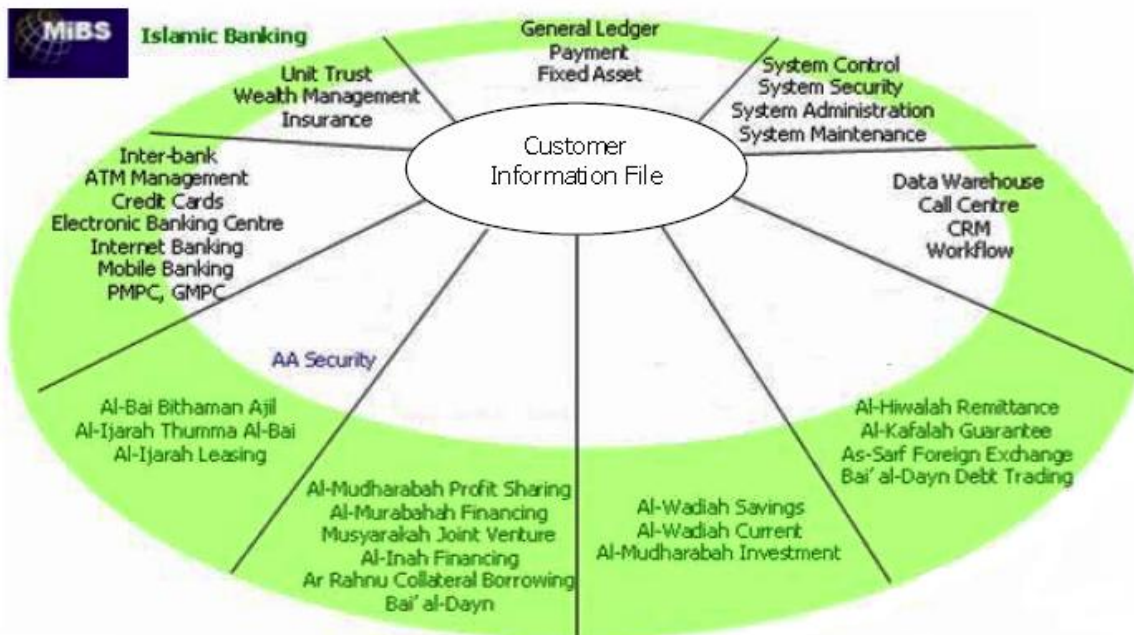 MiBS
Islamic Banking
General Ledger
Payment
Fixed Asset
Unit Trust
Wealth Management
Insurance
System Control
System Security
System Administration
System Maintenance
Customer
Information File
Inter-bank
ATM Management
Credit Cards
Electronic Banking Centre
Internet Banking
Mobile Banking
PMPC, GMPC
Data Warehouse
Call Centre
CRM
Workflow
AA Security
Al-Bai Bithaman Ajil
Al-Ijarah Thumma Al-Bai
Al-Ijarah Leasing
Al-Mudharabah Profit Sharing
Al-Murabahah Financing
Musyarakah Joint Venture
Al-Inah Financing
Ar Rahnu Collateral Borrowing
Bai' al-Dayn
Al-Wadiah Savings
Al-Wadiah Current
Al-Mudharabah Investment
Al-Hiwalah Remittance
Al-Kafalah Guarantee
As-Sarf Foreign Exchange
Bai' al-Dayn Debt Trading